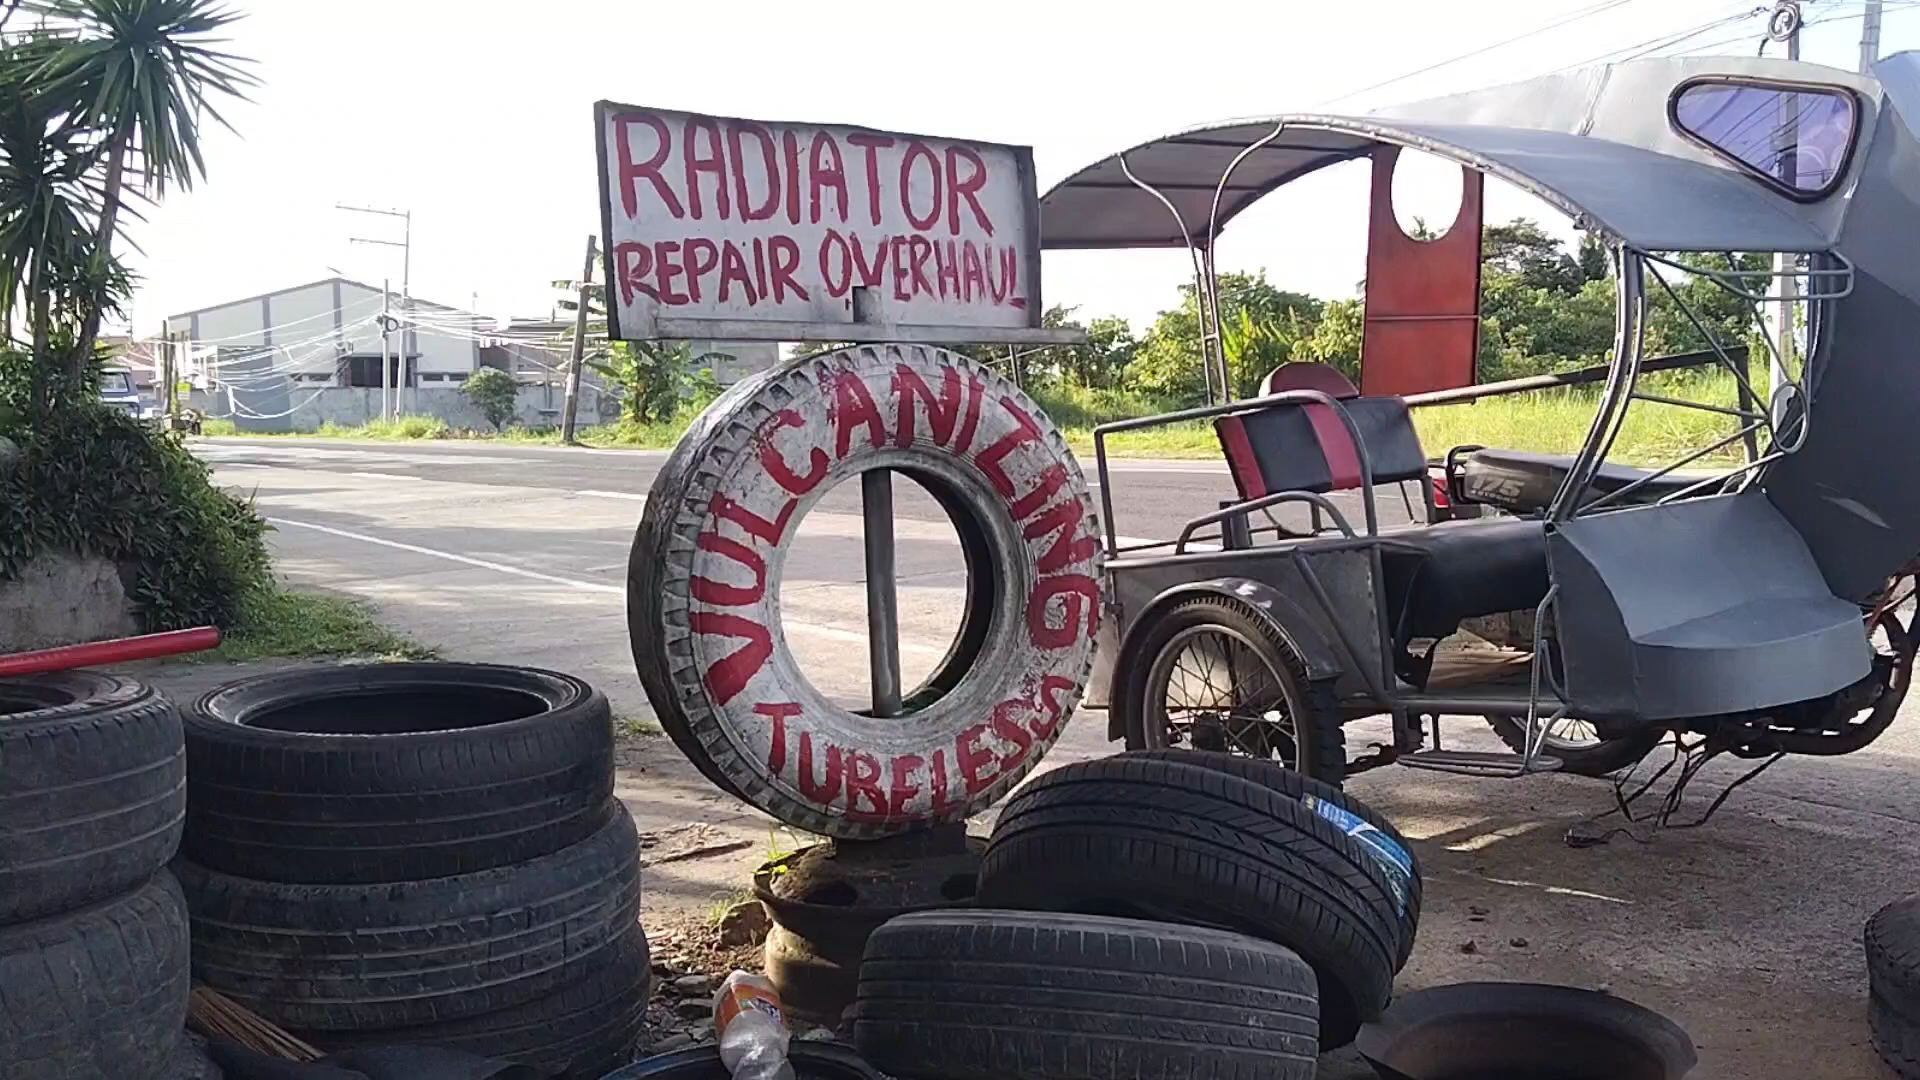 RADIATOR
REPAIR OVERHAUL
VULCANIZING
TUBELESS
175